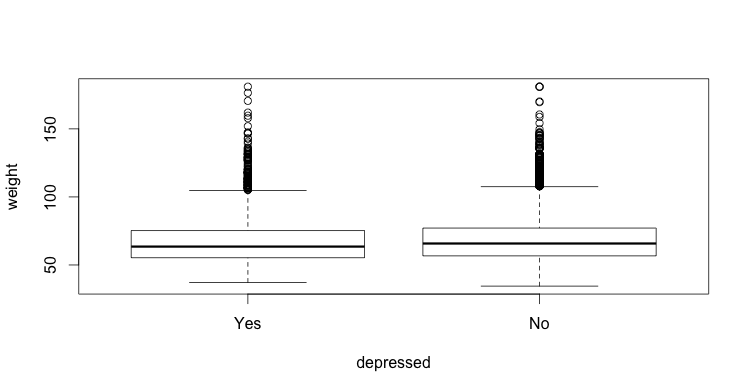 150
100
50
weight
Yes No
depressed